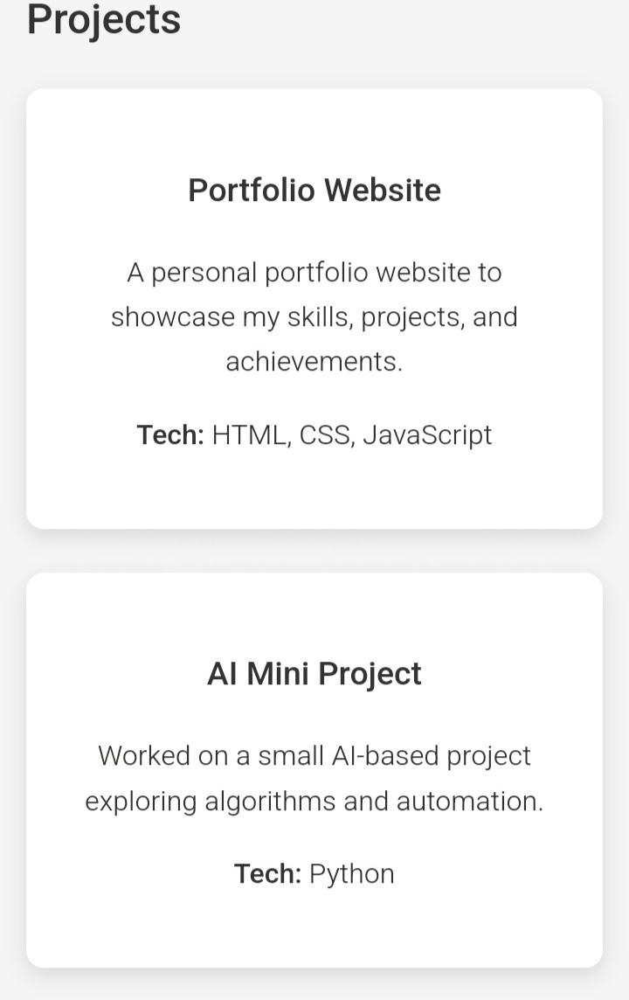 Projects
Portfolio Website
A personal portfolio website to
showcase my skills, projects, and
achievements.
Tech: HTML, CSS, JavaScript
AI Mini Project
Worked on a small AI-based project
exploring algorithms and automation.
Tech: Python